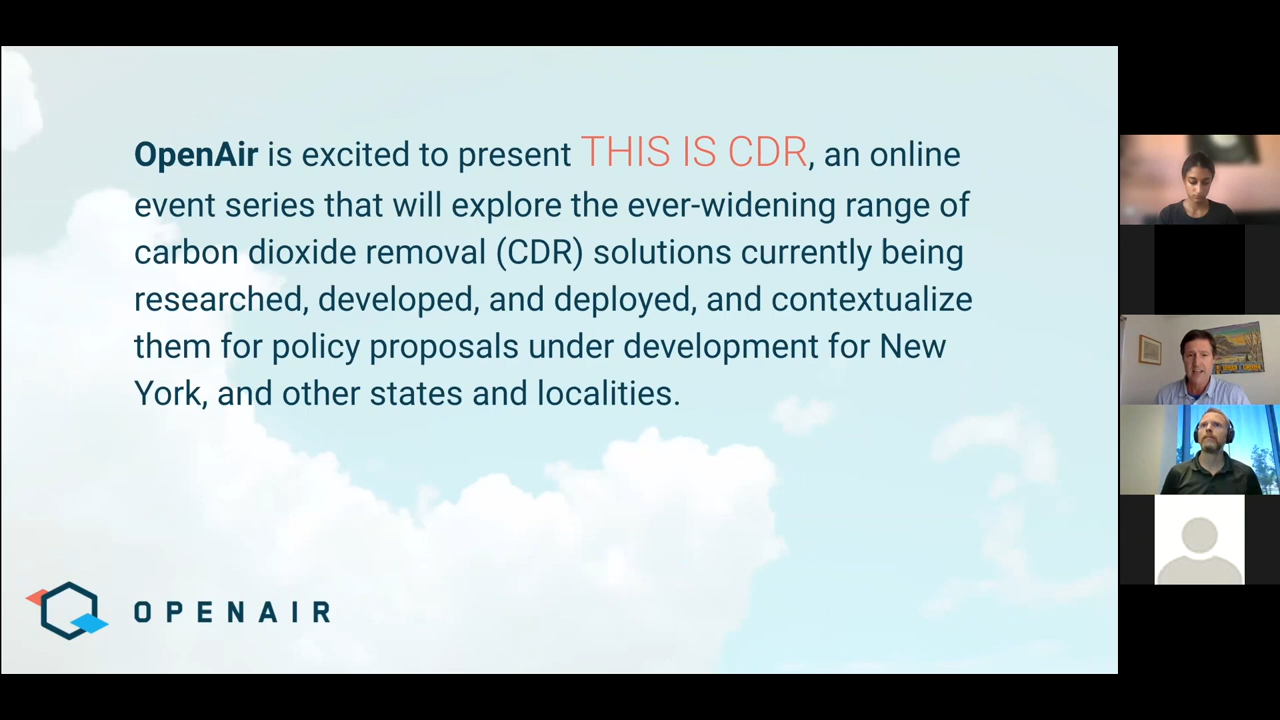 OpenAir is excited to present THIS IS CDR, an online
event series that will explore the ever-widening range of
carbon dioxide removal (CDR) solutions currently being
researched, developed, and deployed, and contextualize
them for policy proposals under development for New
York, and other states and localities.
OPENAIR